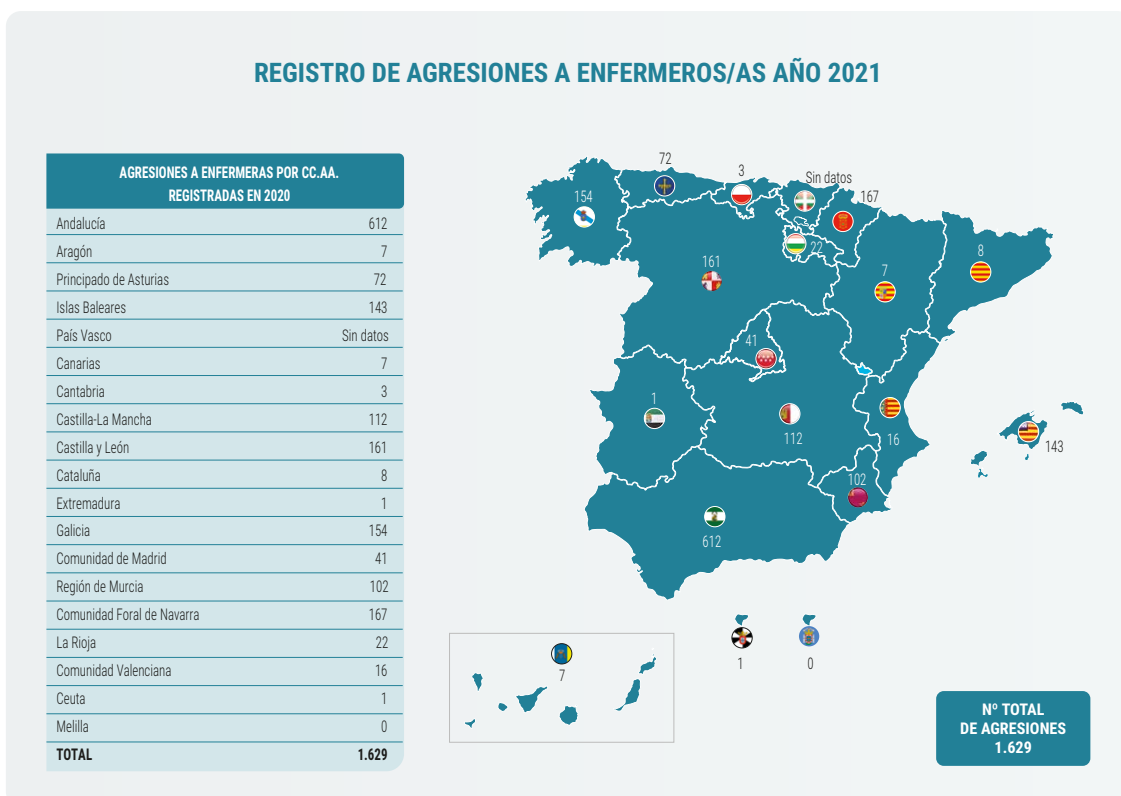 REGISTRO DE AGRESIONES A ENFERMEROS/AS AÑO 2021
AGRESIONES A ENFERMERAS POR CC.AA.
REGISTRADAS EN 2020
Andalucía 612
Aragón 7
Principado de Asturias 72
Islas Baleares 143
País Vasco Sin datos
Canarias 7
Cantabria 3
Castilla-La Mancha 112
Castilla y León 161
Cataluña 8
Extremadura 1
Galicia 154
Comunidad de Madrid 41
Región de Murcia 102
Comunidad Foral de Navarra 167
La Rioja 22
Comunidad Valenciana 16
Ceuta 1
Melilla 0
TOTAL 1.629
72
3
Sin datos
154
167
22
161
7
8
41
1
112
16
143
102
612
1
0
7
Nº TOTAL
DE AGRESIONES
1.629